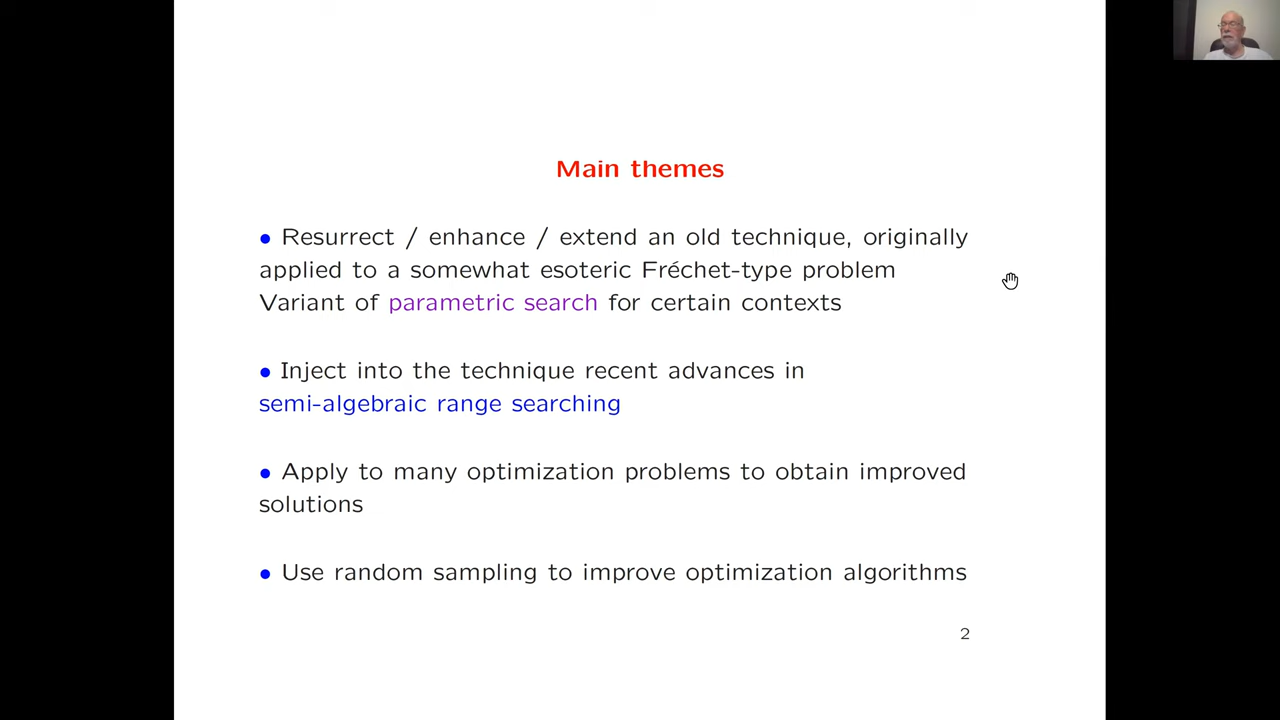 Main themes
• Resurrect / enhance / extend an old technique, originally
applied to a somewhat esoteric Fréchet-type problem
Variant of parametric search for certain contexts
• Inject into the technique recent advances in
semi-algebraic range searching
• Apply to many optimization problems to obtain improved
solutions
• Use random sampling to improve optimization algorithms
2